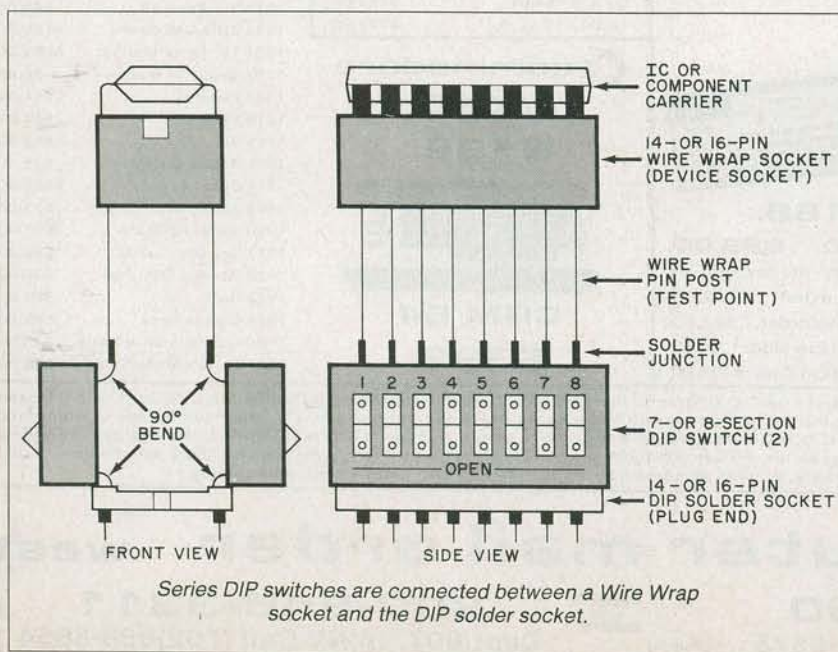 IC OR
COMPONENT
CARRIER
14-OR 16-PIN
WIRE WRAP SOCKET
(DEVICE SOCKET)
WIRE WRAP
PIN POST
(TEST POINT)
SOLDER
JUNCTION
1 2 3 4 5 6 7 8
90°
BEND
7-OR 8-SECTION
DIP SWITCH (2)
OPEN
14-OR 16-PIN
DIP SOLDER SOCKET
(PLUG END)
FRONT VIEW
SIDE VIEW
Series DIP switches are connected between a Wire Wrap
socket and the DIP solder socket.